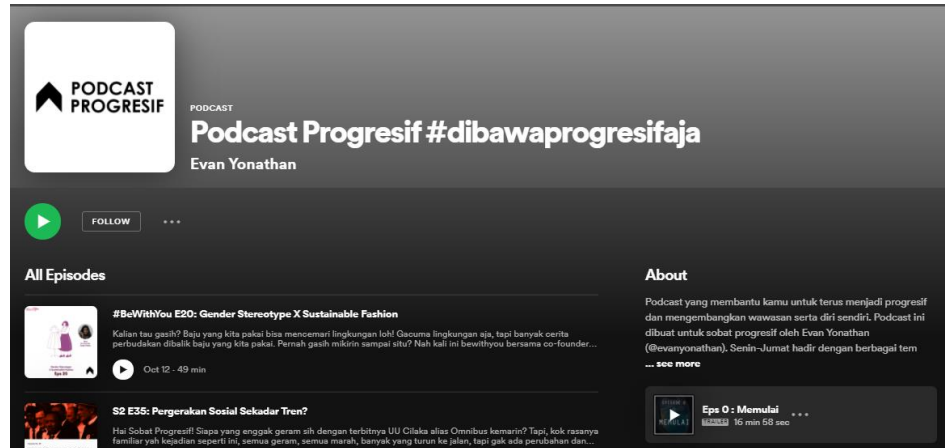 PODCAST
PROGRESIF
PODCAST
Podcast Progresif #dibawaprogresifaja
Evan Yonathan
FOLLOW
All Episodes
#BeWithYou E20: Gender Stereotype X Sustainable Fashion
Kalian tau gasih? Baju yang kita pakai bisa mencemari lingkungan loh! Gacuma lingkungan aja, tapi banyak cerita
perbudakan dibalik baju yang kita pakai. Pernah gasih mikirin sampai situ? Nah kali ini bewithyou bersama co-founder...
Oct 12 · 49 min
S2 E35: Pergerakan Sosial Sekadar Tren?
Hai Sobat Progresif! Siapa yang enggak geram sih dengan terbitnya UU Cilaka alias Omnibus kemarin? Tapi, kok rasanya
familiar yah kejadian seperti ini, semua geram, semua marah, banyak yang turun ke jalan, tapi gak ada perubahan dan...
About
Podcast yang membantu kamu untuk terus menjadi progresif
dan mengembangkan wawasan serta diri sendiri. Podcast ini
dibuat untuk sobat progresif oleh Evan Yonathan
(@evanyonathan). Senin-Jumat hadir dengan berbagai tem
... see more
Eps 0 : Memulai
TRAILER 16 min 58 sec